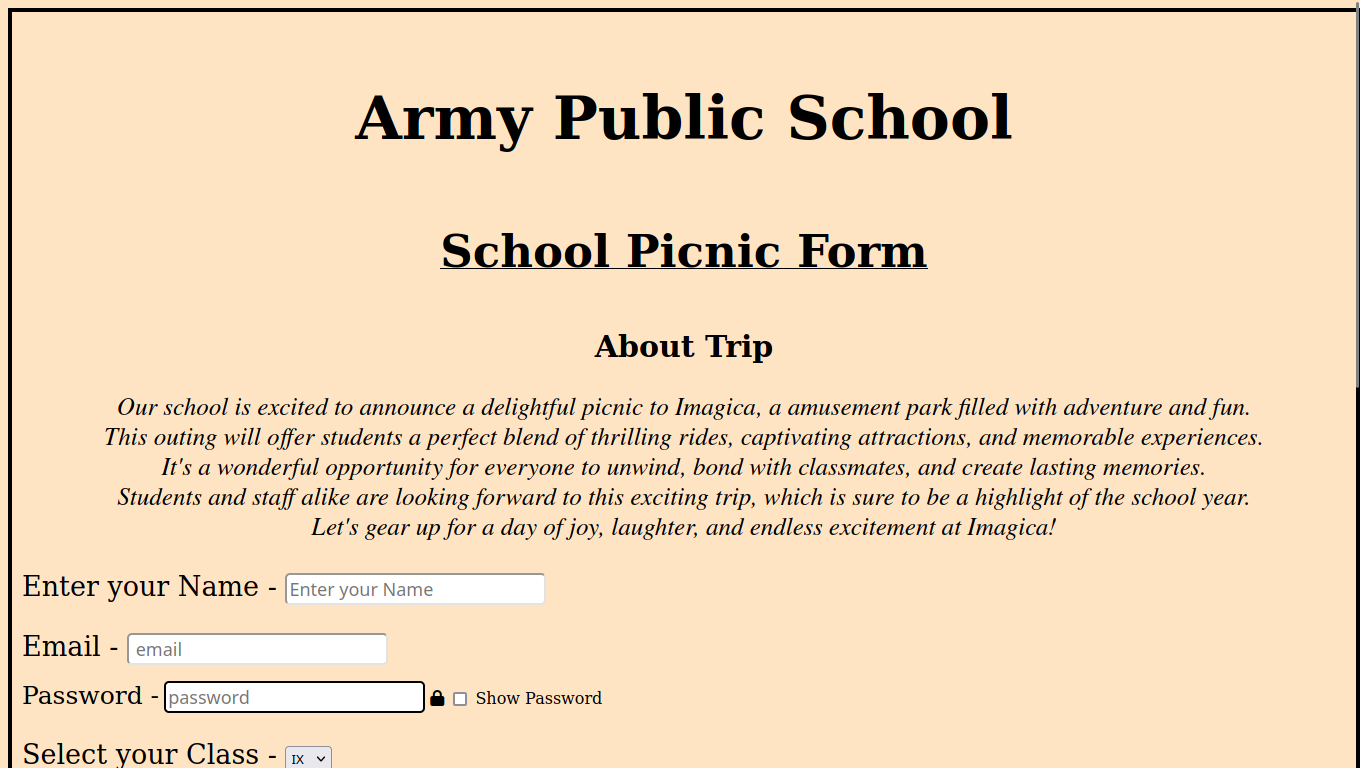 Army Public School
School Picnic Form
About Trip
Our school is excited to announce a delightful picnic to Imagica, a amusement park filled with adventure and fun.
This outing will offer students a perfect blend of thrilling rides, captivating attractions, and memorable experiences.
It's a wonderful opportunity for everyone to unwind, bond with classmates, and create lasting memories.
Students and staff alike are looking forward to this exciting trip, which is sure to be a highlight of the school year.
Let's gear up for a day of joy, laughter, and endless excitement at Imagica!
Enter your Name - Enter your Name
Email - email
Password - password Show Password
Select your Class - IX